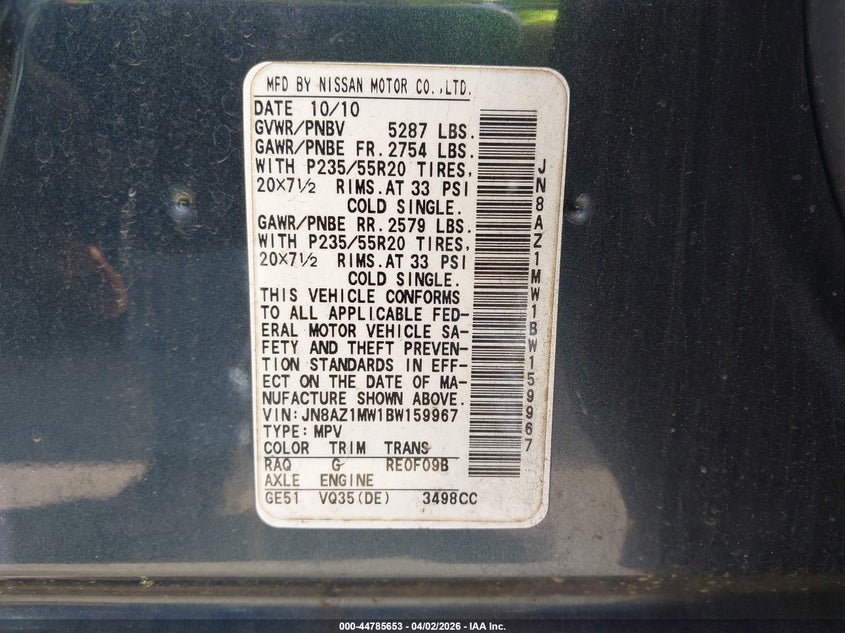 MFD BY NISSAN MOTOR CO.,LTD.
DATE 10/10
GVWR/PNBV 5287 LBS.
GAWR/PNBE FR.2754 LBS.
WITH P235/55R20 TIRES,
20×7½ RIMS.AT 33 PSI
COLD SINGLE.
GAWR/PNBE RR.2579 LBS.
WITH P235/55R20 TIRES,
20×7½ RIMS.AT 33 PSI
COLD SINGLE.
THIS VEHICLE CONFORMS
TO ALL APPLICABLE FED-
ERAL MOTOR VEHICLE SA-
FETY AND THEFT PREVEN-
TION STANDARDS IN EFF-
ECT ON THE DATE OF MA-
NUFACTURE SHOWN ABOVE.
VIN:JN8AZ1MW1BW159967
TYPE:MPV
COLOR TRIM TRANS
RAQ G RE0F09B
AXLE ENGINE
GE51 VQ35(DE) 3498CC
JN8AZ1MW1BW159967
000-44785653 - 04/02/2026 - IAA Inc.